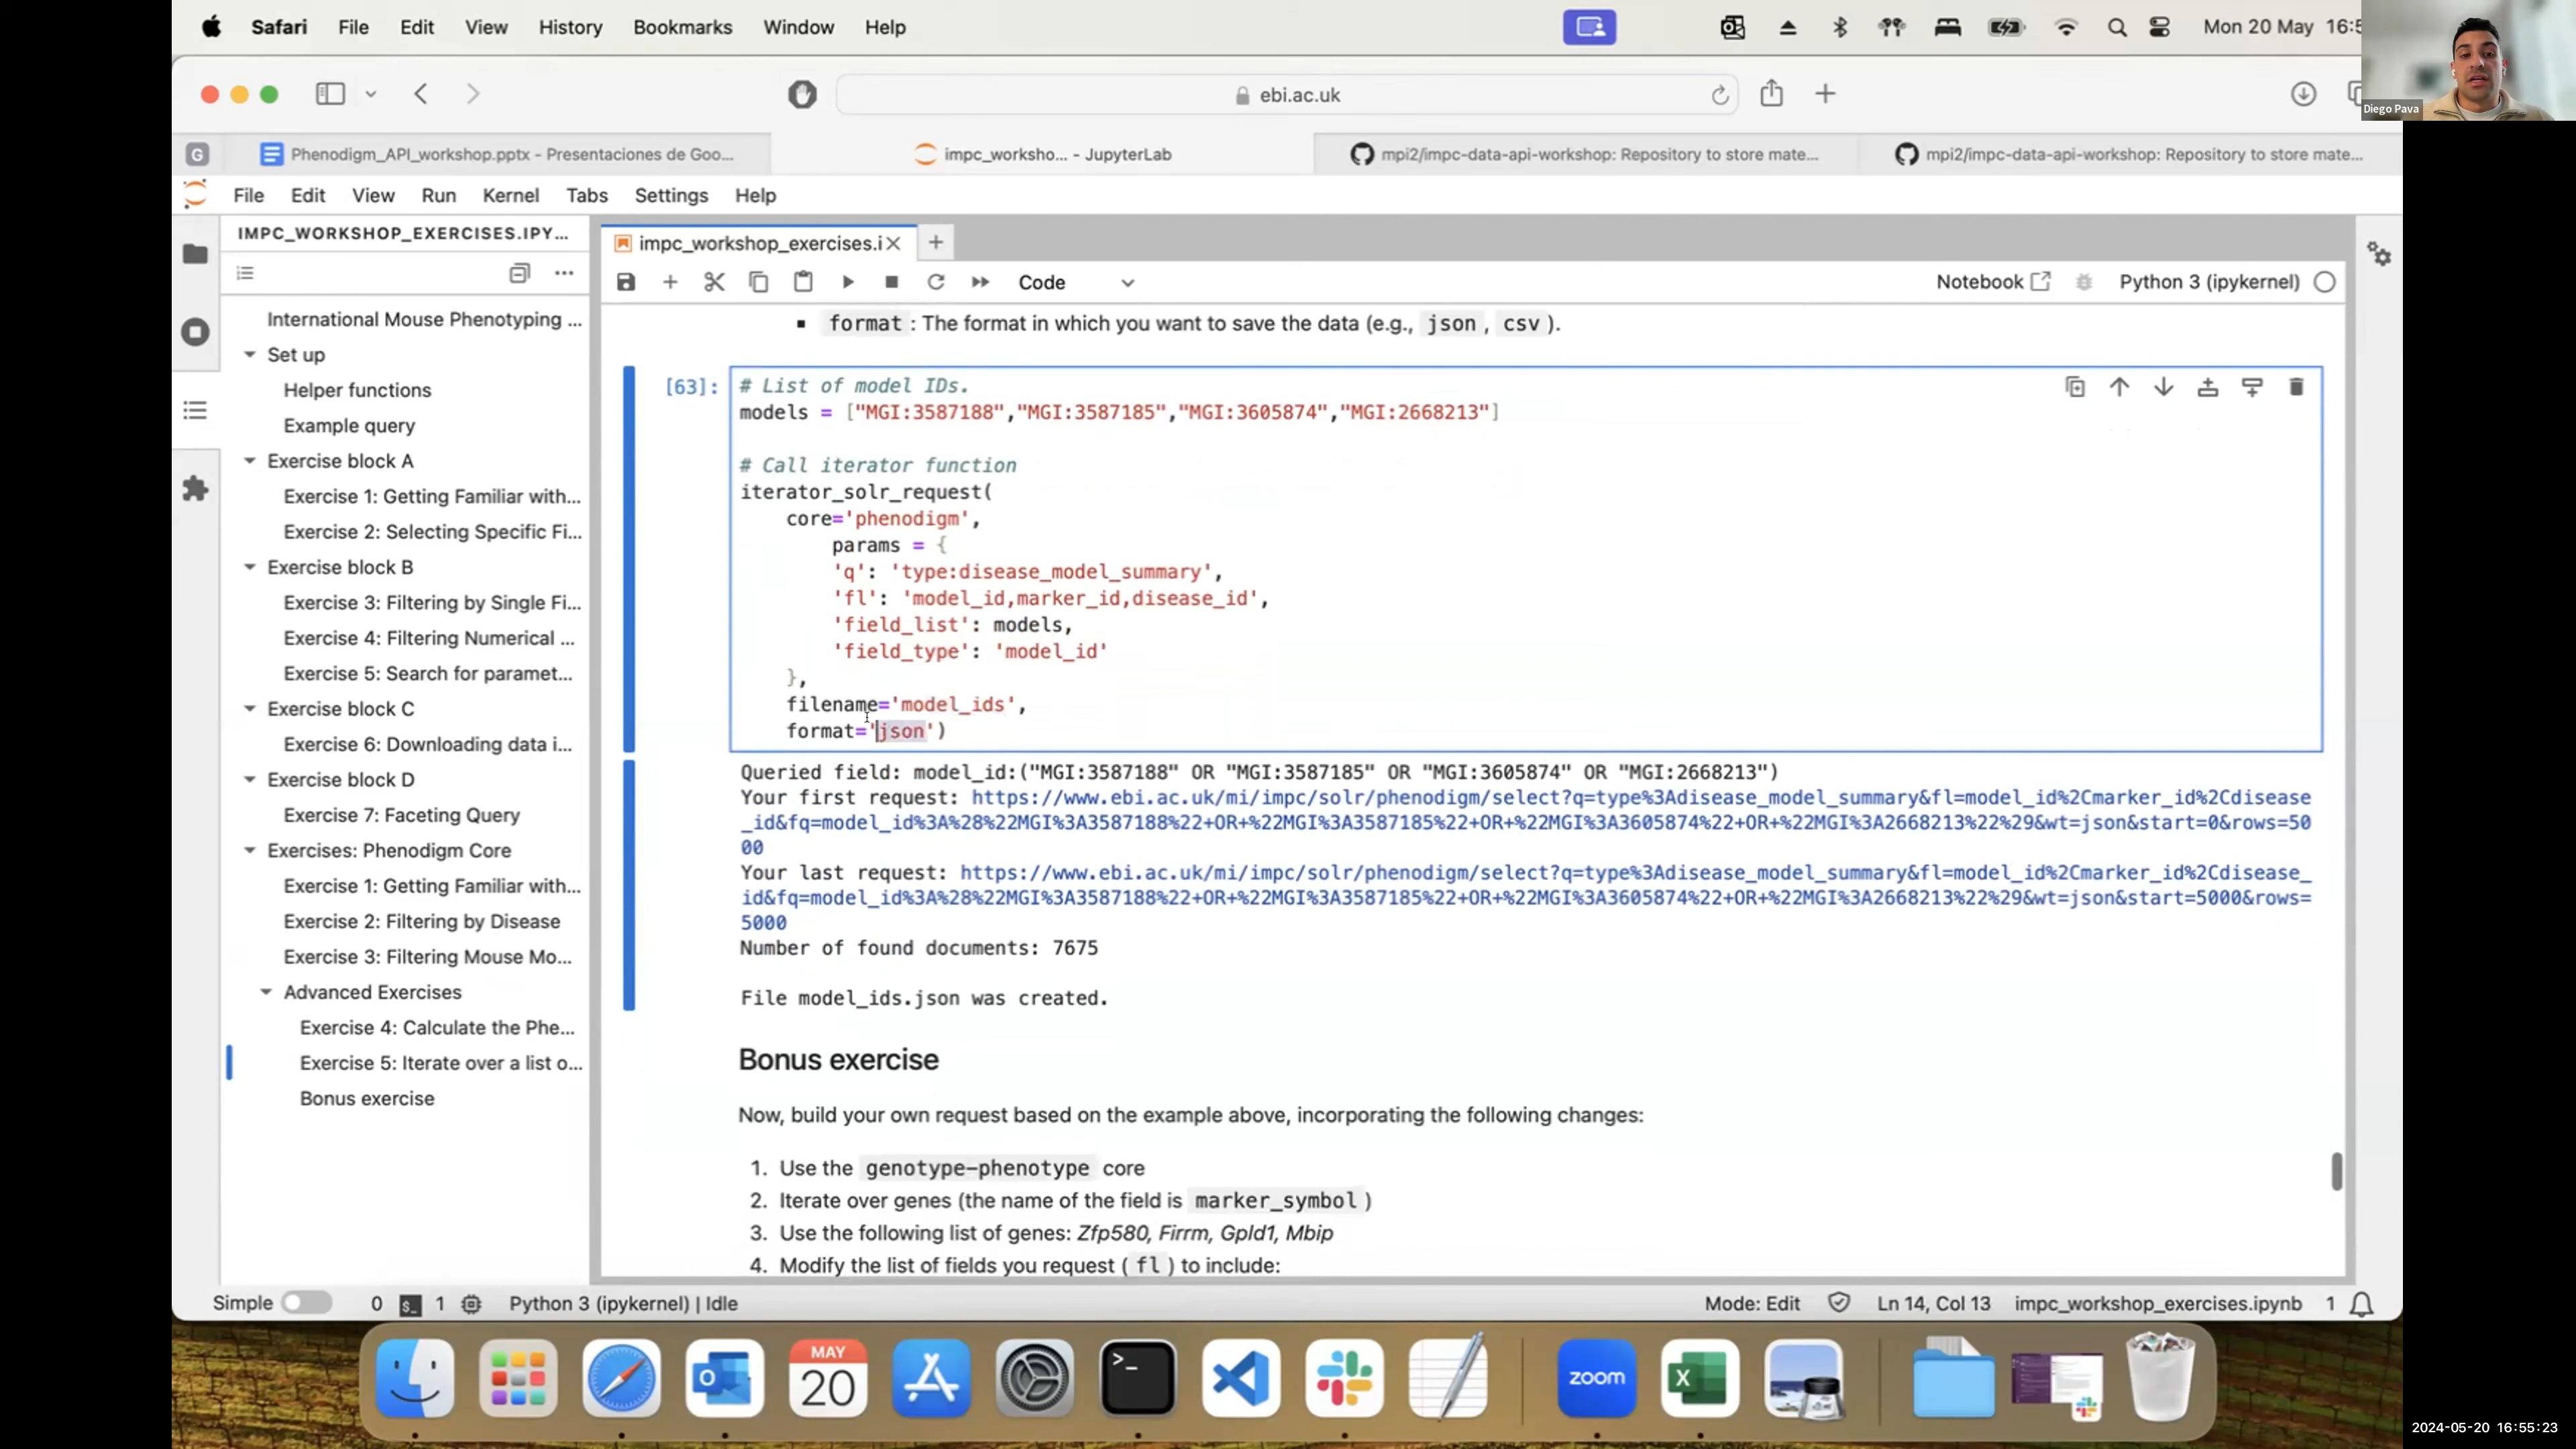 Safari File Edit View History Bookmarks Window Help
Mon 20 May 16:5
Diego Pava
ebi.ac.uk
G Phenodigm_API_workshop.pptx - Presentaciones de Goo... impc_worksho... - JupyterLab mpi2/impc-data-api-workshop: Repository to store mate... mpi2/impc-data-api-workshop: Repository to store mate...
File Edit View Run Kernel Tabs Settings Help
IMPC_WORKSHOP_EXERCISES.IPY...
impc_workshop_exercises.i
Code
Notebook
Python 3 (ipykernel)
International Mouse Phenotyping ...
Set up
Helper functions
Example query
Exercise block A
Exercise 1: Getting Familiar with...
Exercise 2: Selecting Specific Fi...
Exercise block B
Exercise 3: Filtering by Single Fi...
Exercise 4: Filtering Numerical ...
Exercise 5: Search for paramet...
Exercise block C
Exercise 6: Downloading data i...
Exercise block D
Exercise 7: Faceting Query
Exercises: Phenodigm Core
Exercise 1: Getting Familiar with...
Exercise 2: Filtering by Disease
Exercise 3: Filtering Mouse Mo...
Advanced Exercises
Exercise 4: Calculate the Phe...
Exercise 5: Iterate over a list o...
Bonus exercise
format : The format in which you want to save the data (e.g., json , csv ).
[63]: # List of model IDs.
models = ["MGI:3587188","MGI:3587185","MGI:3605874","MGI:2668213"]
# Call iterator function
iterator_solr_request(
core='phenodigm',
params = {
'q': 'type:disease_model_summary',
'fl': 'model_id,marker_id,disease_id',
'field_list': models,
'field_type': 'model_id'
},
filename='model_ids',
format='json')
Queried field: model_id:("MGI:3587188" OR "MGI:3587185" OR "MGI:3605874" OR "MGI:2668213")
Your first request: https://www.ebi.ac.uk/mi/impc/solr/phenodigm/select?q=type%3Adisease_model_summary&fl=model_id%2Cmarker_id%2Cdisease
_id&fq=model_id%3A%28%22MGI%3A3587188%22+OR+%22MGI%3A3587185%22+OR+%22MGI%3A3605874%22+OR+%22MGI%3A2668213%22%29&wt=json&start=0&rows=50
00
Your last request: https://www.ebi.ac.uk/mi/impc/solr/phenodigm/select?q=type%3Adisease_model_summary&fl=model_id%2Cmarker_id%2Cdisease_
id&fq=model_id%3A%28%22MGI%3A3587188%22+OR+%22MGI%3A3587185%22+OR+%22MGI%3A3605874%22+OR+%22MGI%3A2668213%22%29&wt=json&start=5000&rows=
5000
Number of found documents: 7675
File model_ids.json was created.
Bonus exercise
Now, build your own request based on the example above, incorporating the following changes:
1. Use the genotype-phenotype core
2. Iterate over genes (the name of the field is marker_symbol )
3. Use the following list of genes: Zfp580, Firrm, Gpld1, Mbip
4. Modify the list of fields you request ( fl ) to include:
Simple 0 $_ 1 Python 3 (ipykernel) | Idle
Mode: Edit Ln 14, Col 13 impc_workshop_exercises.ipynb 1
MAY
20
zoom
2024-05-20 16:55:23